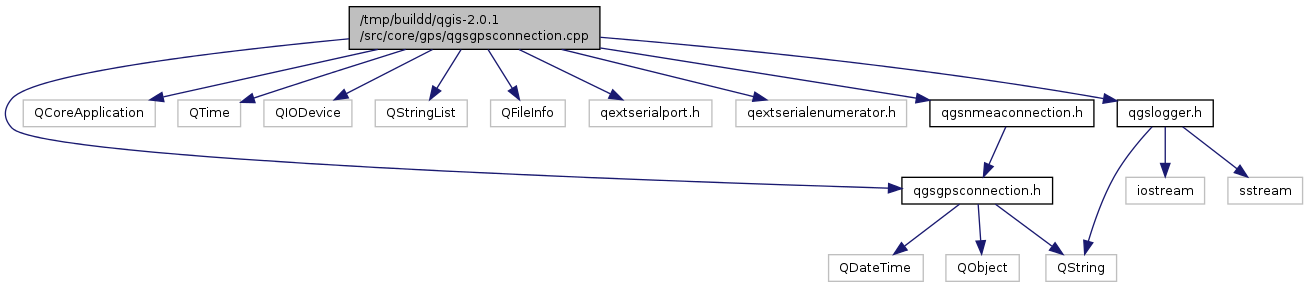 /tmp/buildd/qgis-2.0.1
/src/core/gps/qgsgpsconnection.cpp
QCoreApplication
QTime
QIODevice
QStringList
QFileInfo
qextserialport.h
qextserialenumerator.h
qgsnmeaconnection.h
qgslogger.h
qgsgpsconnection.h
iostream
sstream
QDateTime
QObject
QString